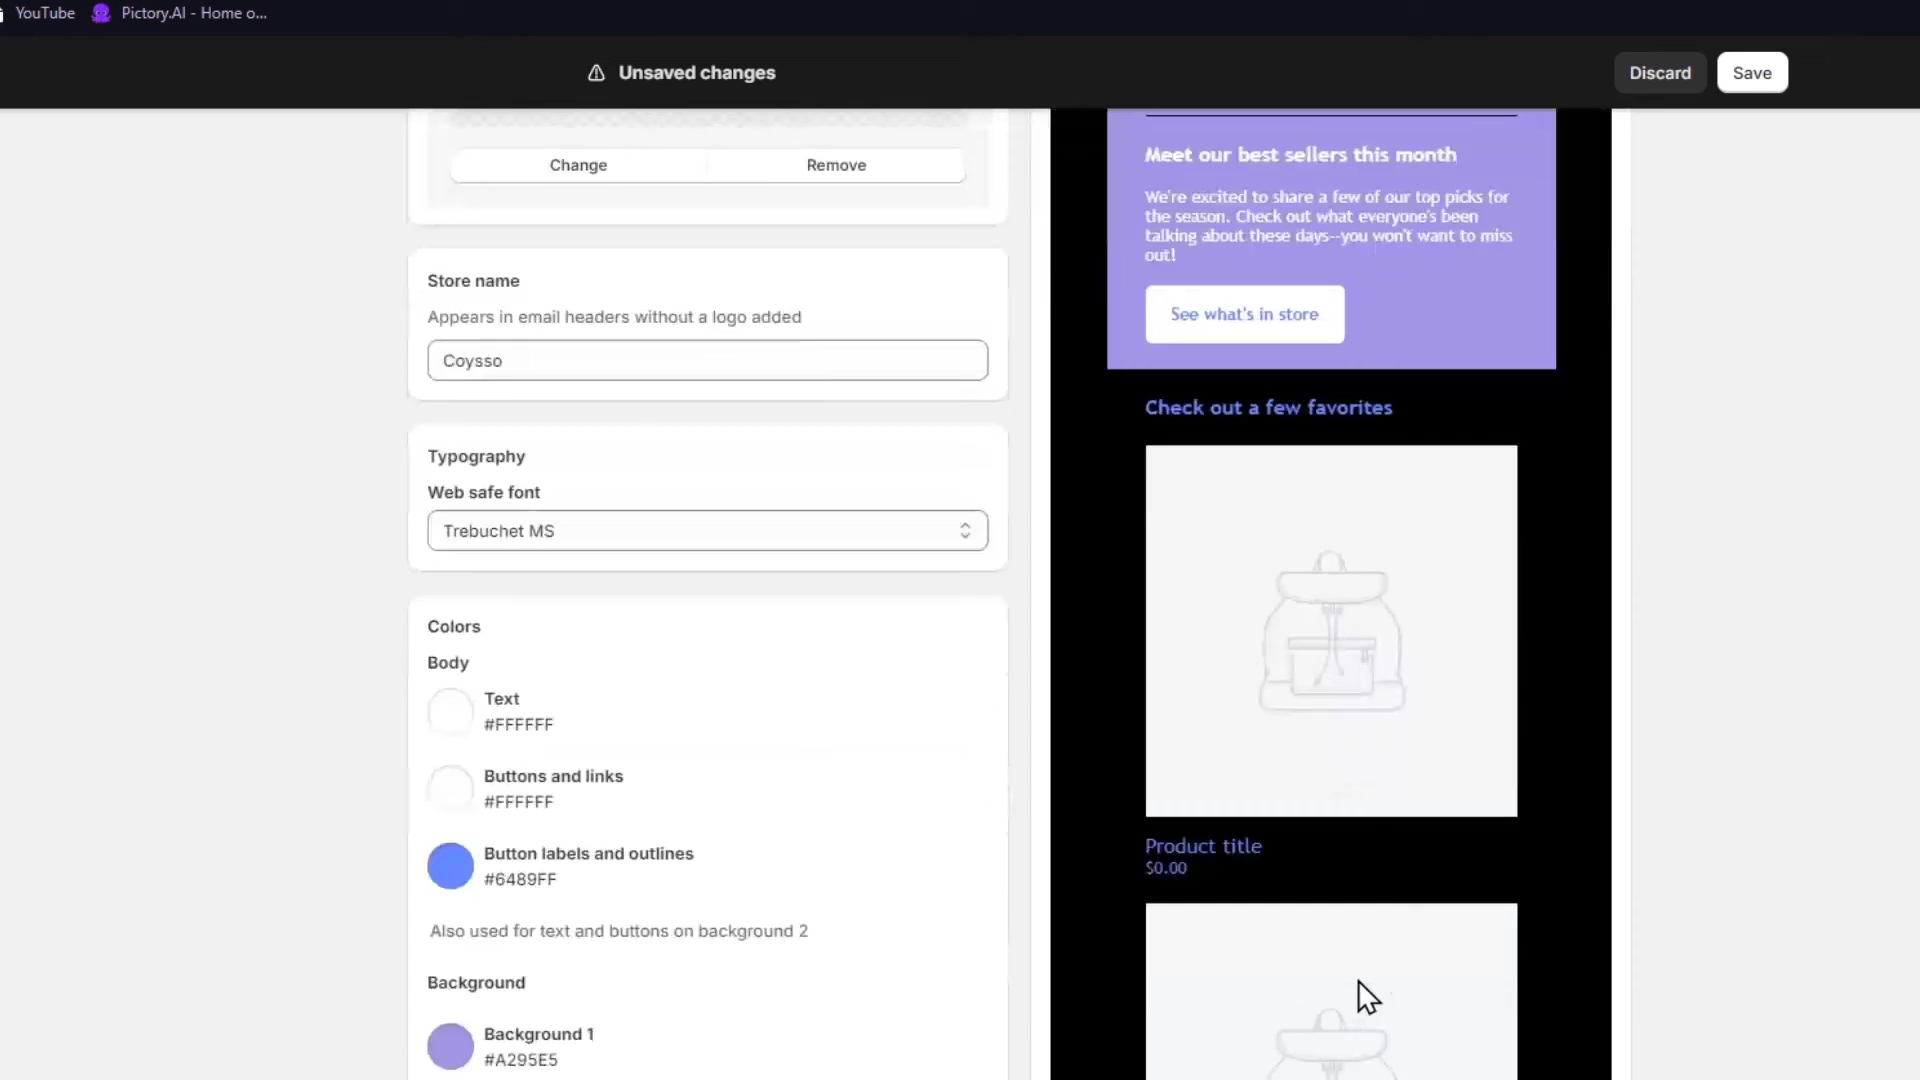 YouTube
Pictory.AI - Home o...
Unsaved changes
Discard
Save
Change
Remove
Store name
Appears in email headers without a logo added
Coysso
Typography
Web safe font
Trebuchet MS
Colors
Body
Text
#FFFFFF
Buttons and links
#FFFFFF
Button labels and outlines
#6489FF
Also used for text and buttons on background 2
Background
Background 1
#A295E5
Meet our best sellers this month
We're excited to share a few of our top picks for
the season. Check out what everyone's been
talking about these days--you won't want to miss
out!
See what's in store
Check out a few favorites
Product title
$0.00